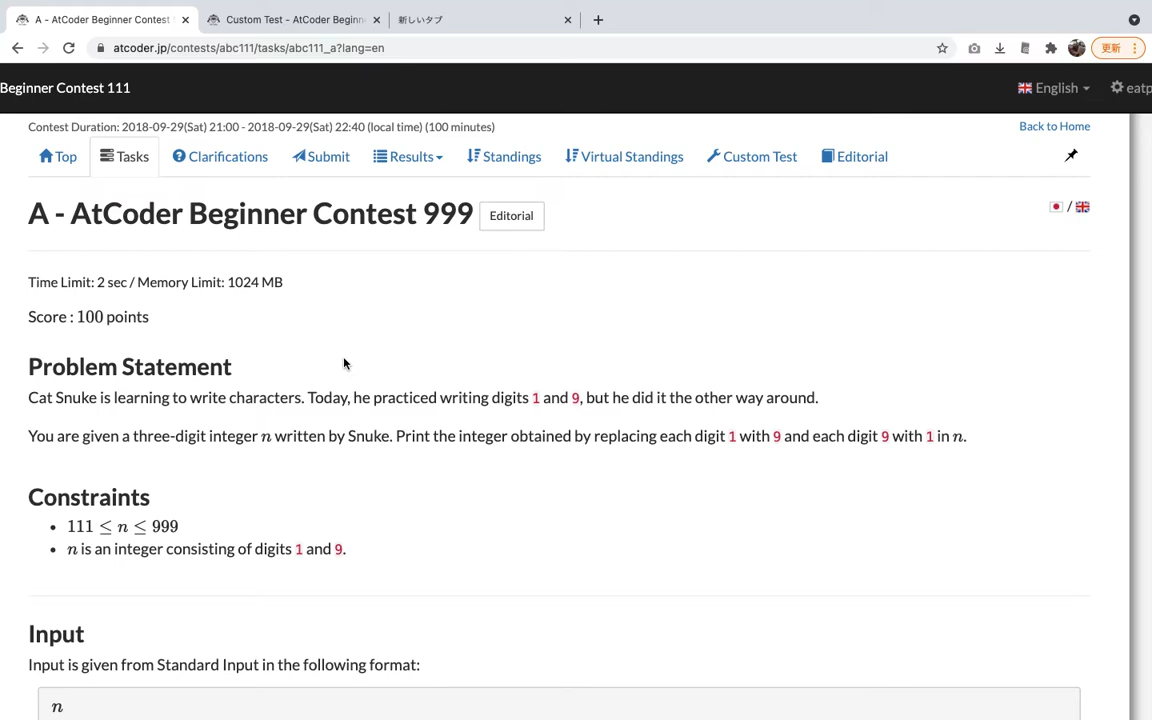 A - AtCoder Beginner Contest
Custom Test - AtCoder Beginn
新しいタブ
atcoder.jp/contests/abc111/tasks/abc111_a?lang=en
更新
Beginner Contest 111
English
eatp
Contest Duration: 2018-09-29(Sat) 21:00 - 2018-09-29(Sat) 22:40 (local time) (100 minutes)
Back to Home
Top
Tasks
Clarifications
Submit
Results
Standings
Virtual Standings
Custom Test
Editorial
A - AtCoder Beginner Contest 999
Editorial
/
Time Limit: 2 sec / Memory Limit: 1024 MB
Score : 100 points
Problem Statement
Cat Snuke is learning to write characters. Today, he practiced writing digits 1 and 9, but he did it the other way around.
You are given a three-digit integer n written by Snuke. Print the integer obtained by replacing each digit 1 with 9 and each digit 9 with 1 in n.
Constraints
• 111 ≤ n ≤ 999
• n is an integer consisting of digits 1 and 9.
Input
Input is given from Standard Input in the following format:
n